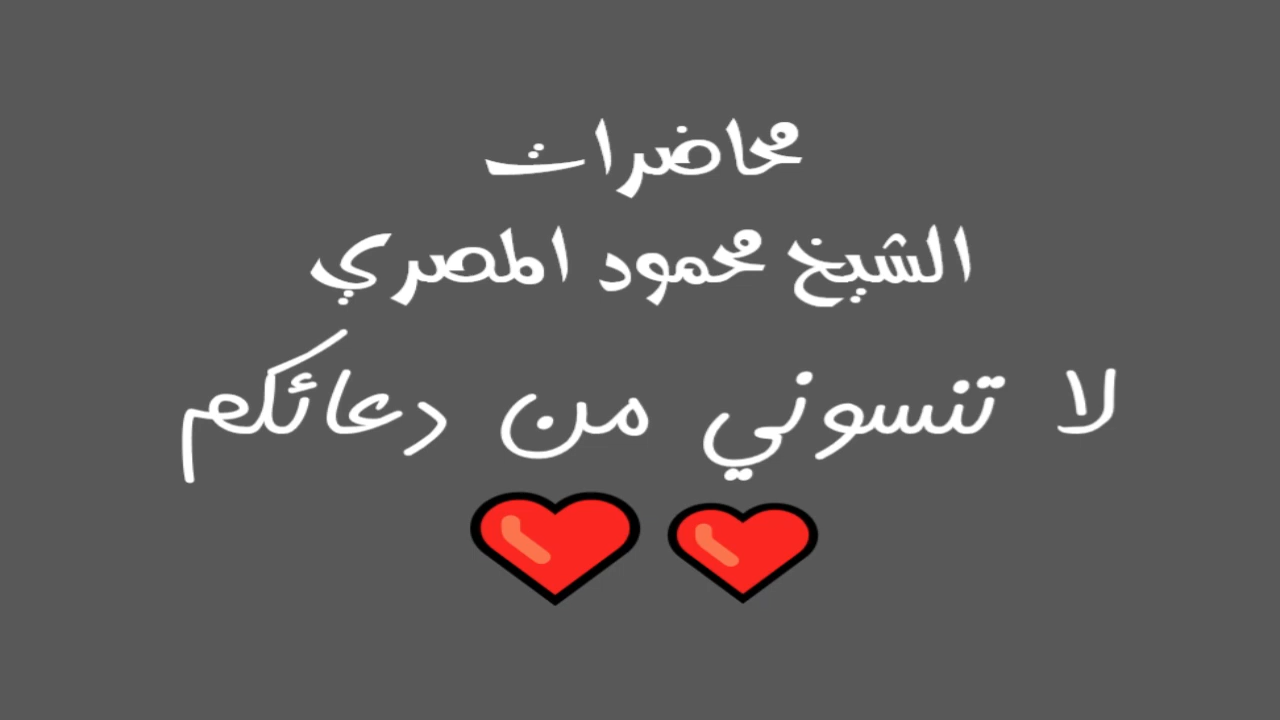 محاضرات
الشيخ محمود المصري
لا تنسوني من دعائكم